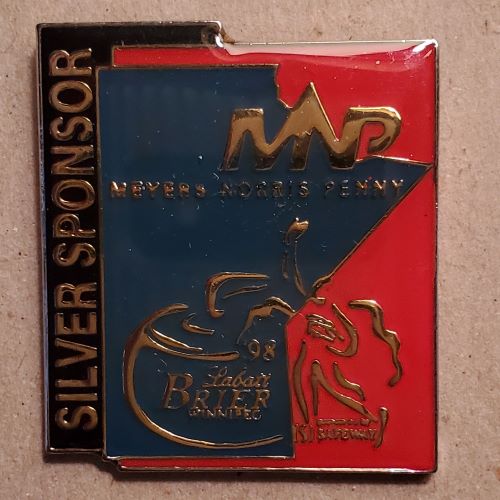 SILVER SPONSOR
MNP
MEYERS NORRIS PENNY
98
Labatt
BRIER
WINNIPEG
SAFEWAY